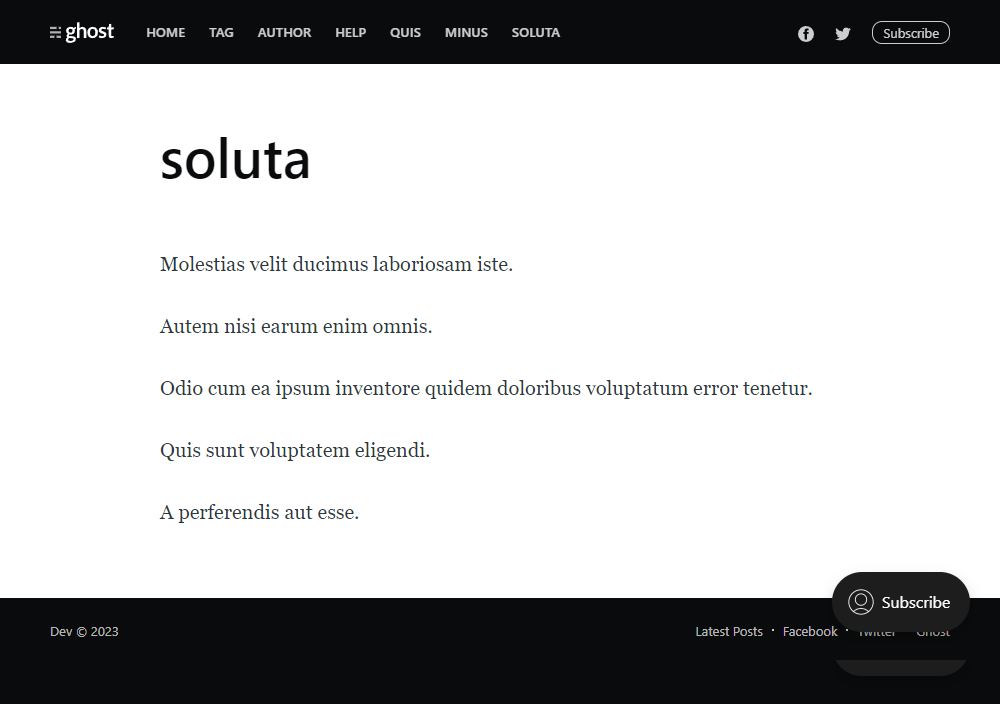 ghost HOME TAG AUTHOR HELP QUIS MINUS SOLUTA Subscribe
soluta
Molestias velit ducimus laboriosam iste.
Autem nisi earum enim omnis.
Odio cum ea ipsum inventore quidem doloribus voluptatum error tenetur.
Quis sunt voluptatem eligendi.
A perferendis aut esse.
Subscribe
Dev © 2023 Latest Posts · Facebook · Twitter Ghost